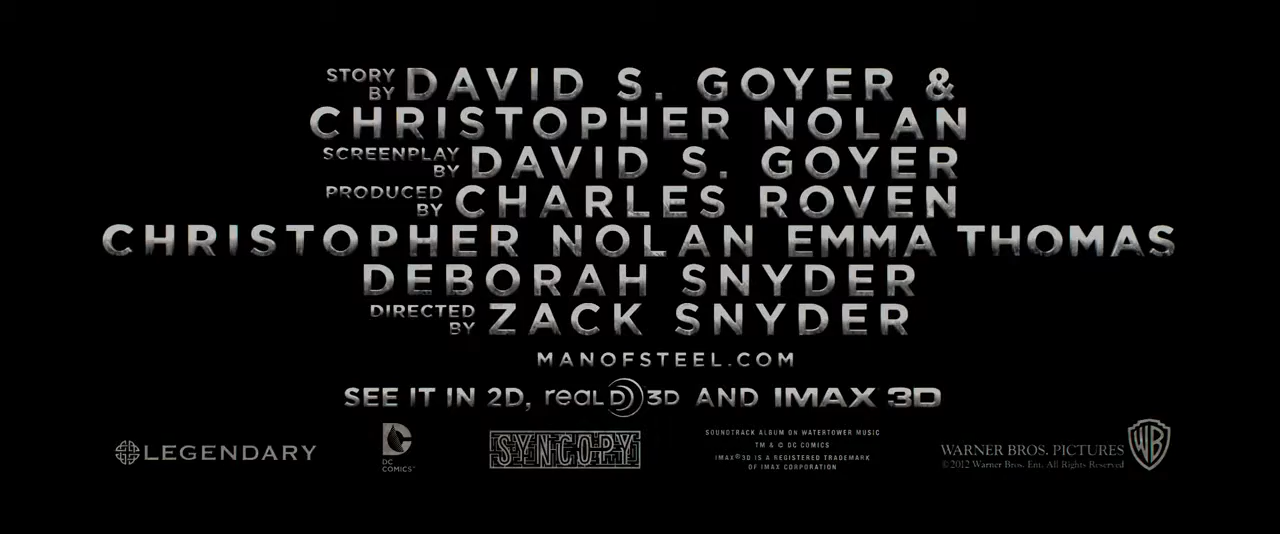 STORY BY DAVID S. GOYER &
CHRISTOPHER NOLAN
SCREENPLAY BY DAVID S. GOYER
PRODUCED BY CHARLES ROVEN
CHRISTOPHER NOLAN EMMA THOMAS
DEBORAH SNYDER
DIRECTED BY ZACK SNYDER
MANOFSTEEL.COM
SEE IT IN 2D, REAL D 3D AND IMAX 3D
LEGENDARY
DC
COMICS™
SYNCOPY
SOUNDTRACK ALBUM ON WATERTOWER MUSIC
TM & © DC COMICS
IMAX® 3D IS A REGISTERED TRADEMARK
OF IMAX CORPORATION
WARNER BROS. PICTURES
©2012 Warner Bros. Ent. All Rights Reserved
WB